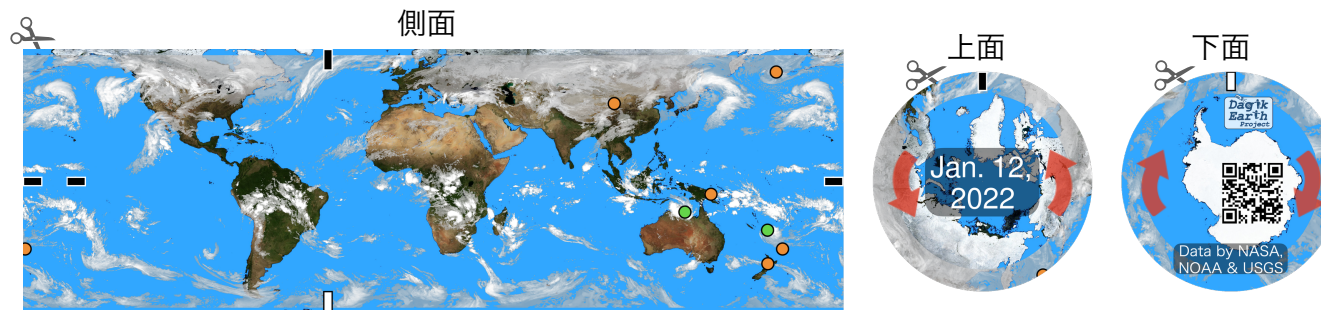 側面
上面
Jan. 12,
2022
下面
Dagik
Earth
Project
Data by NASA,
NOAA & USGS